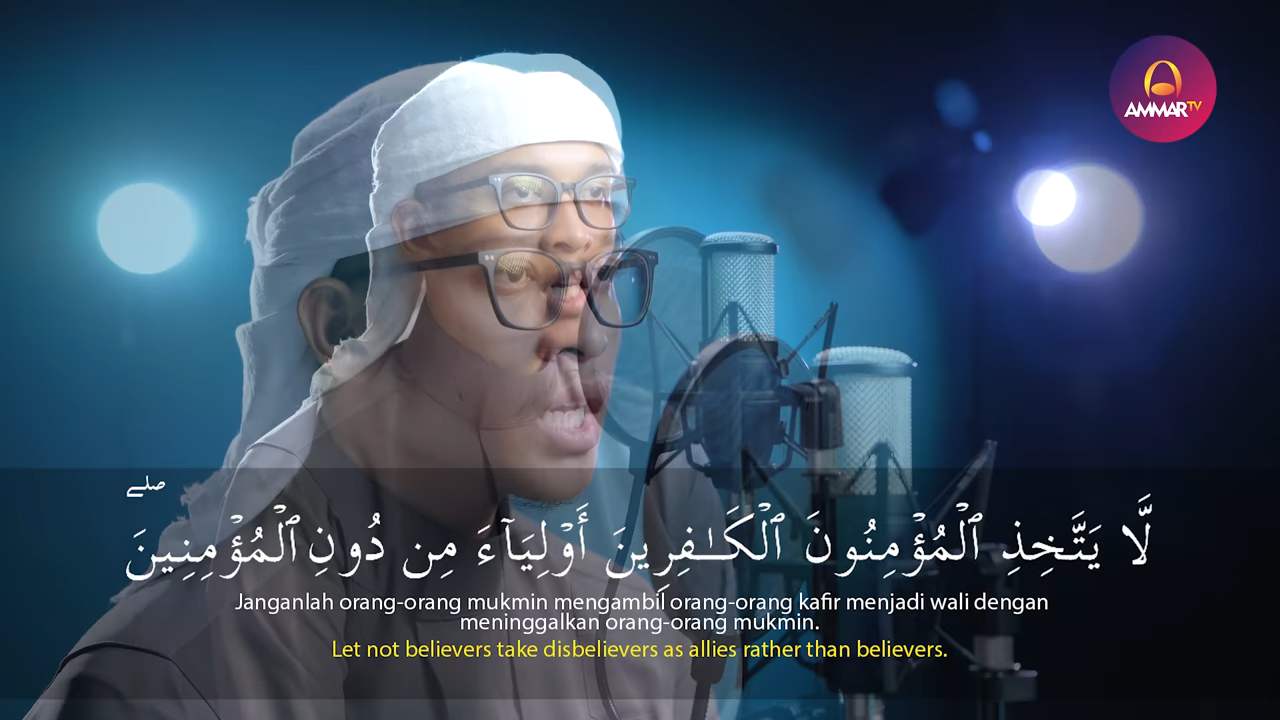 AMMARTV
لَّا يَتَّخِذِ ٱلْمُؤْمِنُونَ ٱلْكَـٰفِرِينَ أَوْلِيَآءَ مِن دُونِ ٱلْمُؤْمِنِينَ ۖ
Janganlah orang-orang mukmin mengambil orang-orang kafir menjadi wali dengan
meninggalkan orang-orang mukmin.
Let not believers take disbelievers as allies rather than believers.